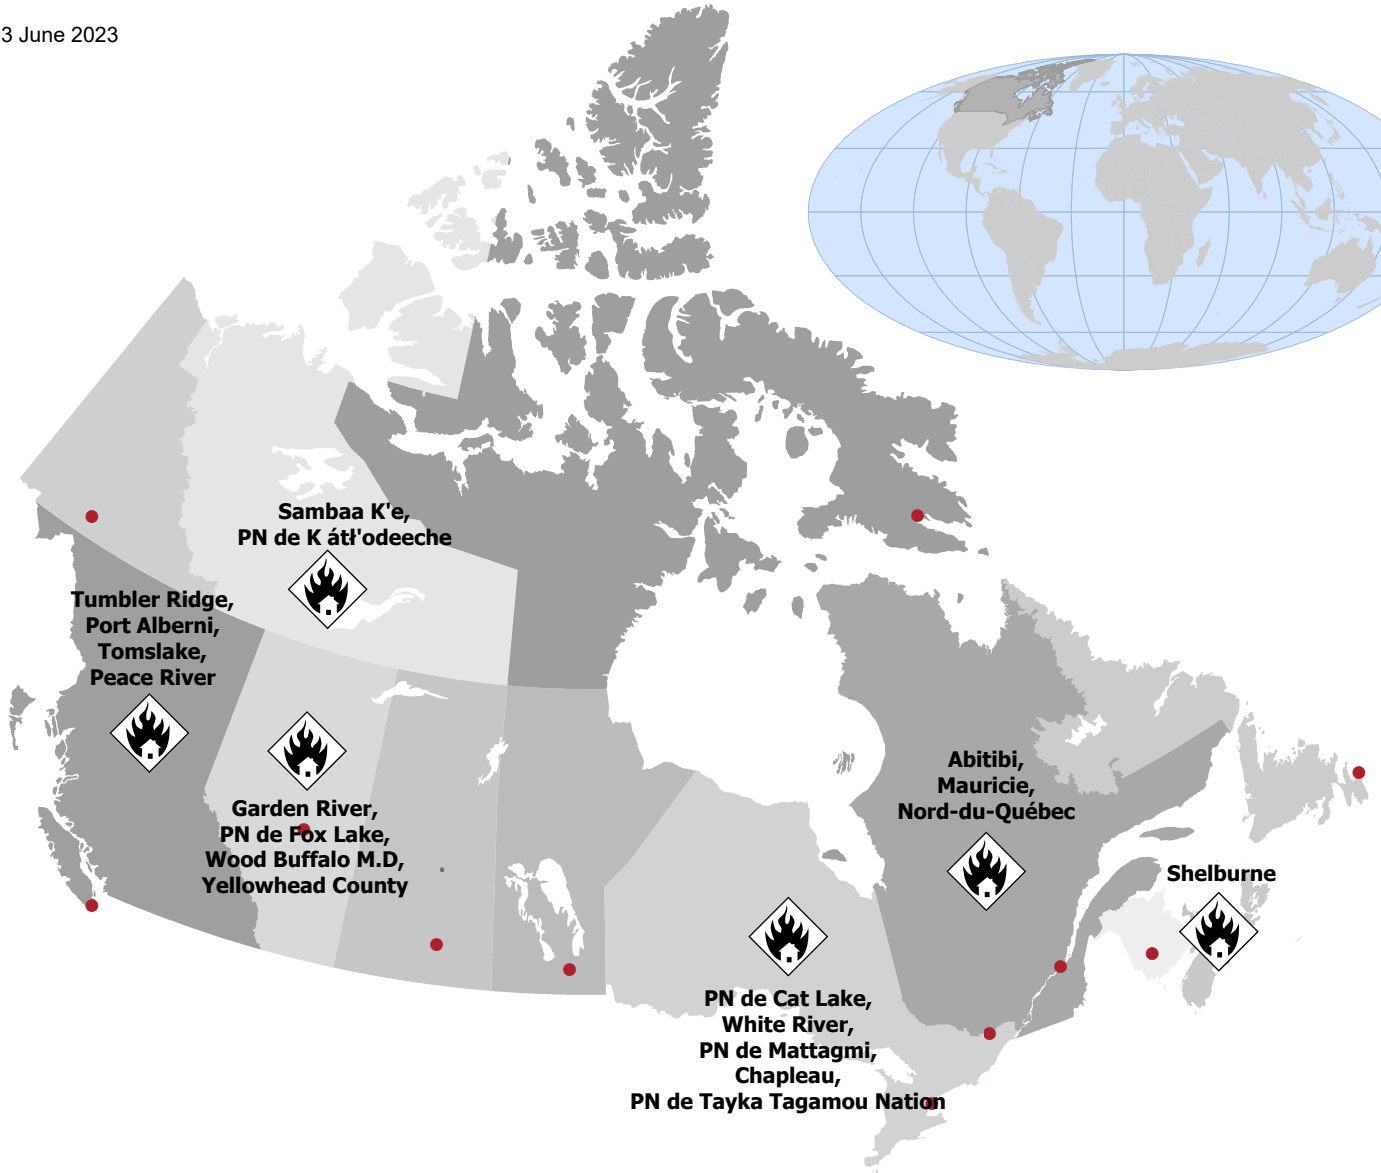 3 June 2023
Sambaa K'e,
PN de K átł'odeeche
Tumbler Ridge,
Port Alberni,
Tomslake,
Peace River
Garden River,
PN de Fox Lake,
Wood Buffalo M.D,
Yellowhead County
Abitibi,
Mauricie,
Nord-du-Québec
Shelburne
PN de Cat Lake,
White River,
PN de Mattagmi,
Chapleau,
PN de Tayka Tagamou Nation